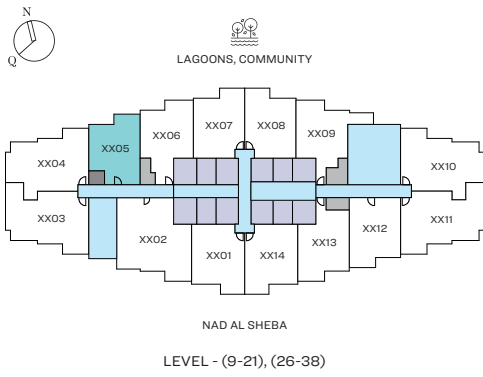 N
Q
LAGOONS, COMMUNITY
XX04
XX05
XX06
XX07
XX08
XX09
XX10
XX03
XX02
XX01
XX14
XX13
XX12
XX11
NAD AL SHEBA
LEVEL - (9-21), (26-38)